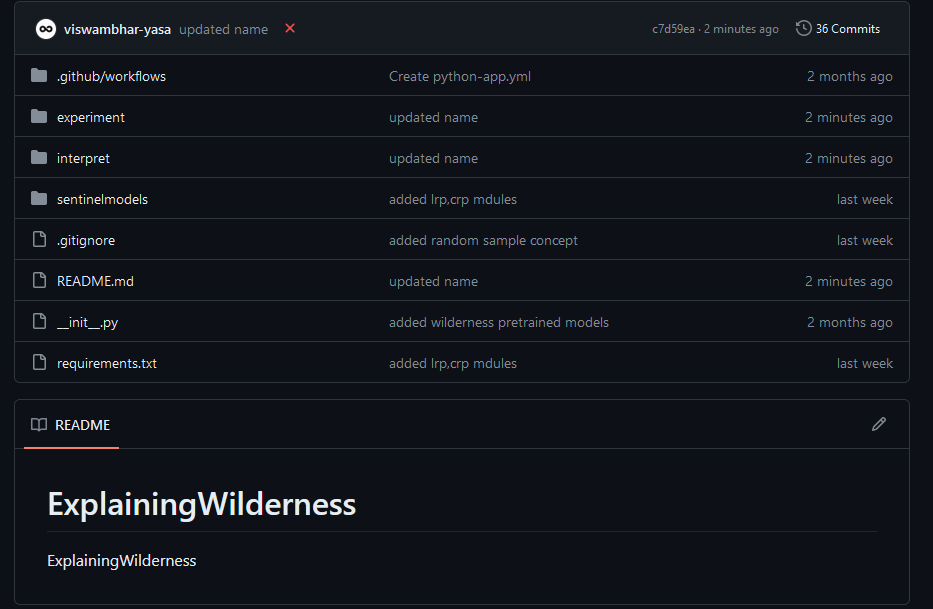 viswambhar-yasa updated name c7d59ea · 2 minutes ago 36 Commits
.github/workflows Create python-app.yml 2 months ago
experiment updated name 2 minutes ago
interpret updated name 2 minutes ago
sentinelmodels added lrp,crp mdules last week
.gitignore added random sample concept last week
README.md updated name 2 minutes ago
__init__.py added wilderness pretrained models 2 months ago
requirements.txt added lrp,crp mdules last week
README
ExplainingWilderness
ExplainingWilderness